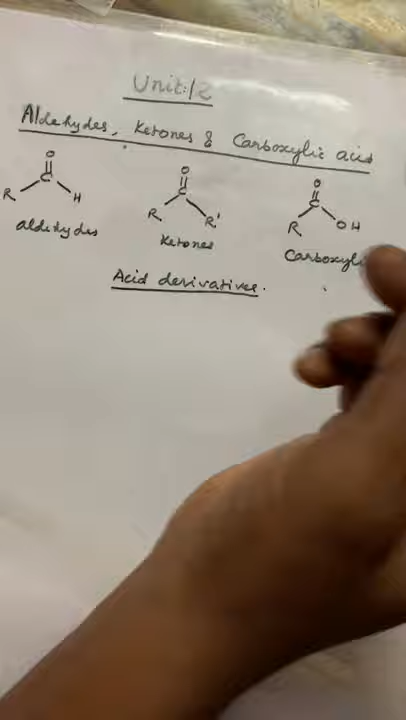 Unit:12
Aldehydes, Ketones & Carboxylic acid
O O O
C C C
R H R R' R OH
aldehydes Ketones
Acid derivatives.